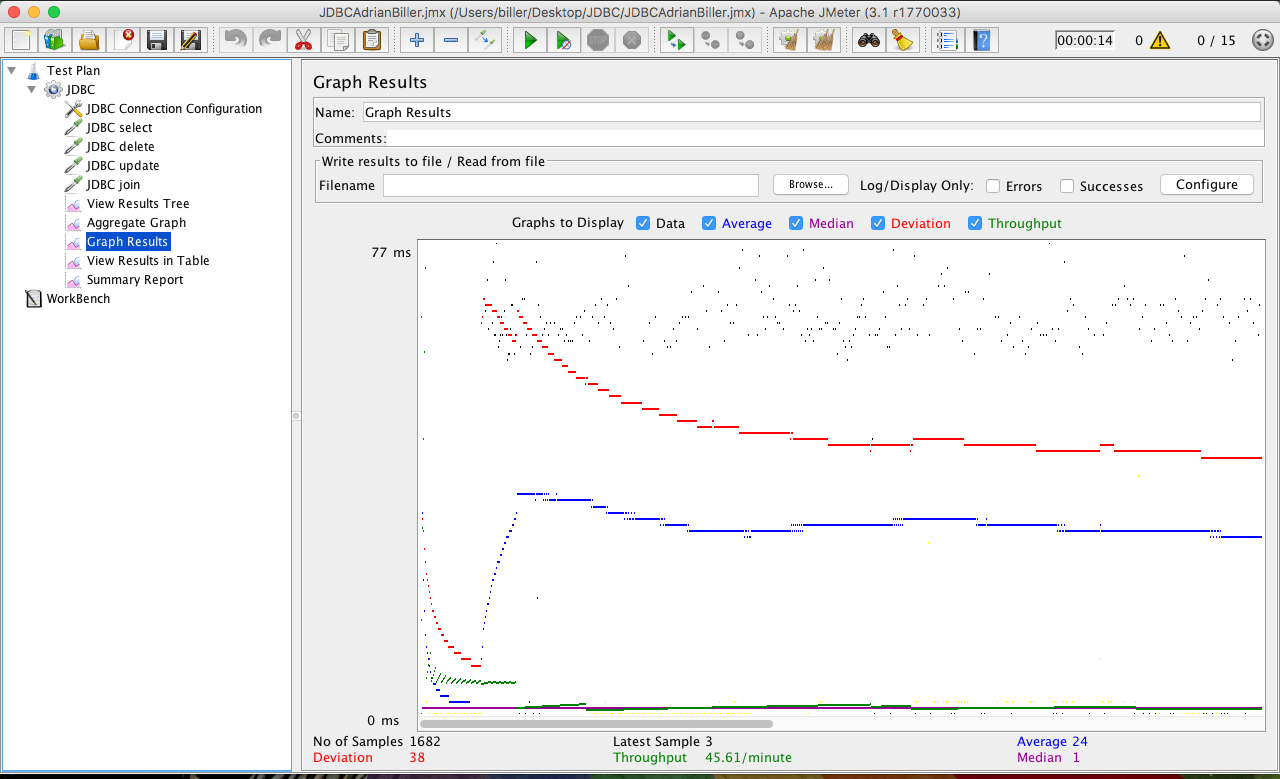 JDBCAdrianBiller.jmx (/Users/biller/Desktop/JDBC/JDBCAdrianBiller.jmx) - Apache JMeter (3.1 r1770033)
00:00:14 0 0 / 15
Test Plan
JDBC
JDBC Connection Configuration
JDBC select
JDBC delete
JDBC update
JDBC join
View Results Tree
Aggregate Graph
Graph Results
View Results in Table
Summary Report
WorkBench
Graph Results
Name: Graph Results
Comments:
Write results to file / Read from file
Filename Browse... Log/Display Only: Errors Successes Configure
Graphs to Display Data Average Median Deviation Throughput
77 ms
0 ms
No of Samples 1682 Latest Sample 3 Average 24
Deviation 38 Throughput 45.61/minute Median 1